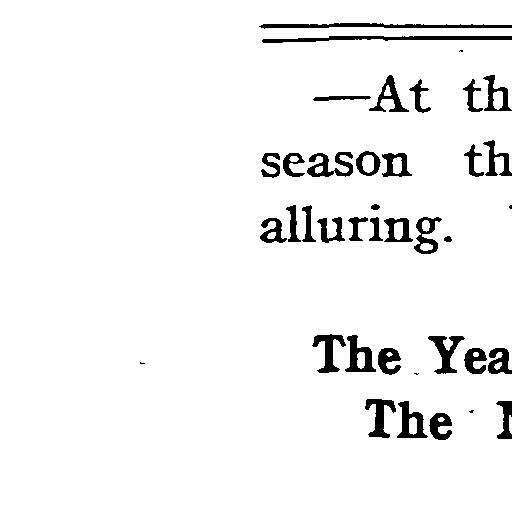 —At th
season th
alluring.
The Yea
The